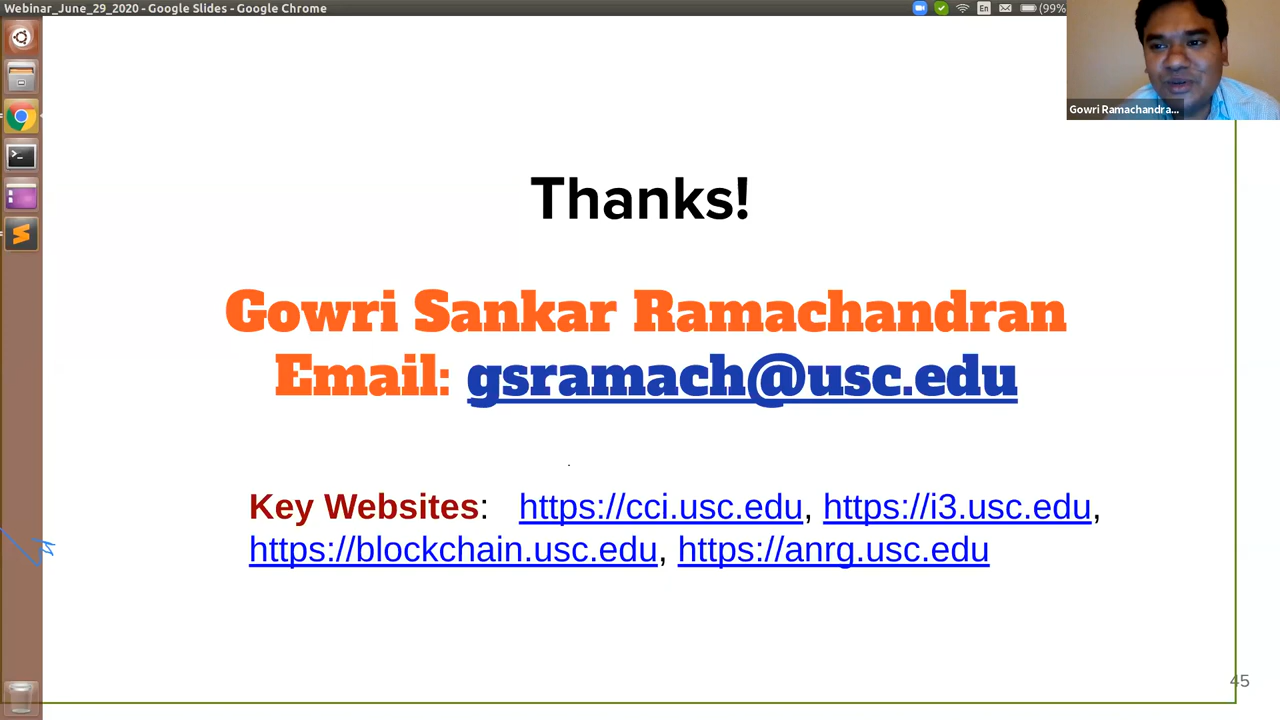 Webinar_June_29_2020 - Google Slides - Google Chrome
En
(99%
Gowri Ramachandra...
Thanks!
Gowri Sankar Ramachandran
Email: gsramach@usc.edu
Key Websites: https://cci.usc.edu, https://i3.usc.edu,
https://blockchain.usc.edu, https://anrg.usc.edu
45